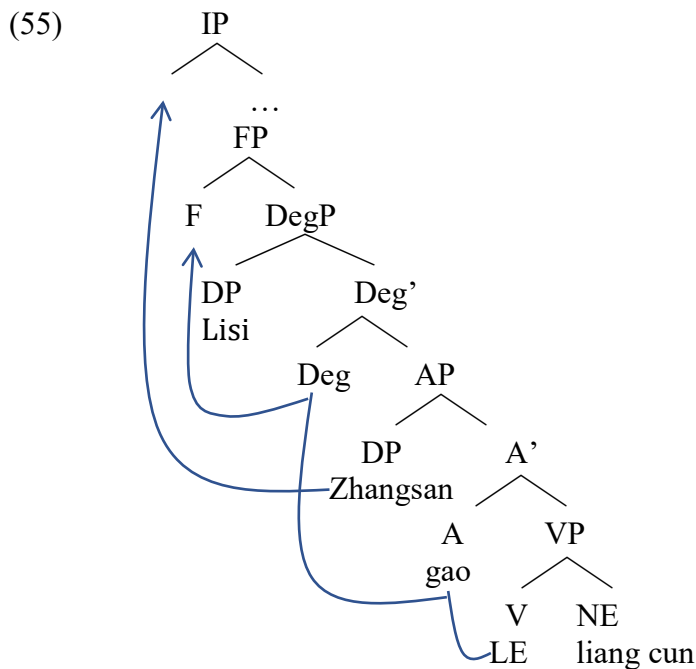 (55) IP
…
FP
F DegP
DP Deg’
Lisi
Deg AP
DP A’
Zhangsan
A VP
gao
V NE
LE liang cun